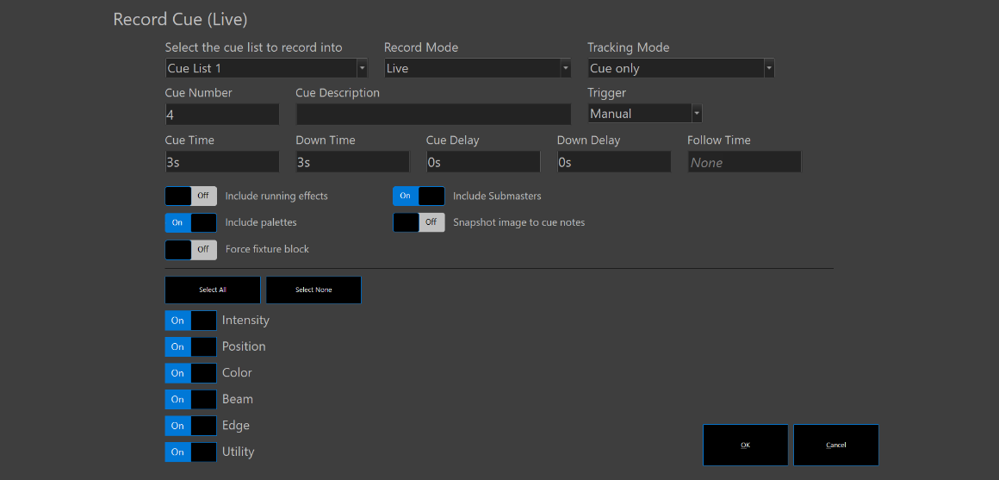 Record Cue (Live)
Select the cue list to record into Record Mode Tracking Mode
Cue List 1 Live Cue only
Cue Number Cue Description Trigger
4 Manual
Cue Time Down Time Cue Delay Down Delay Follow Time
3s 3s 0s 0s None
Off Include running effects On Include Submasters
On Include palettes Off Snapshot image to cue notes
Off Force fixture block
Select All Select None
On Intensity
On Position
On Color
On Beam
On Edge
On Utility
OK Cancel